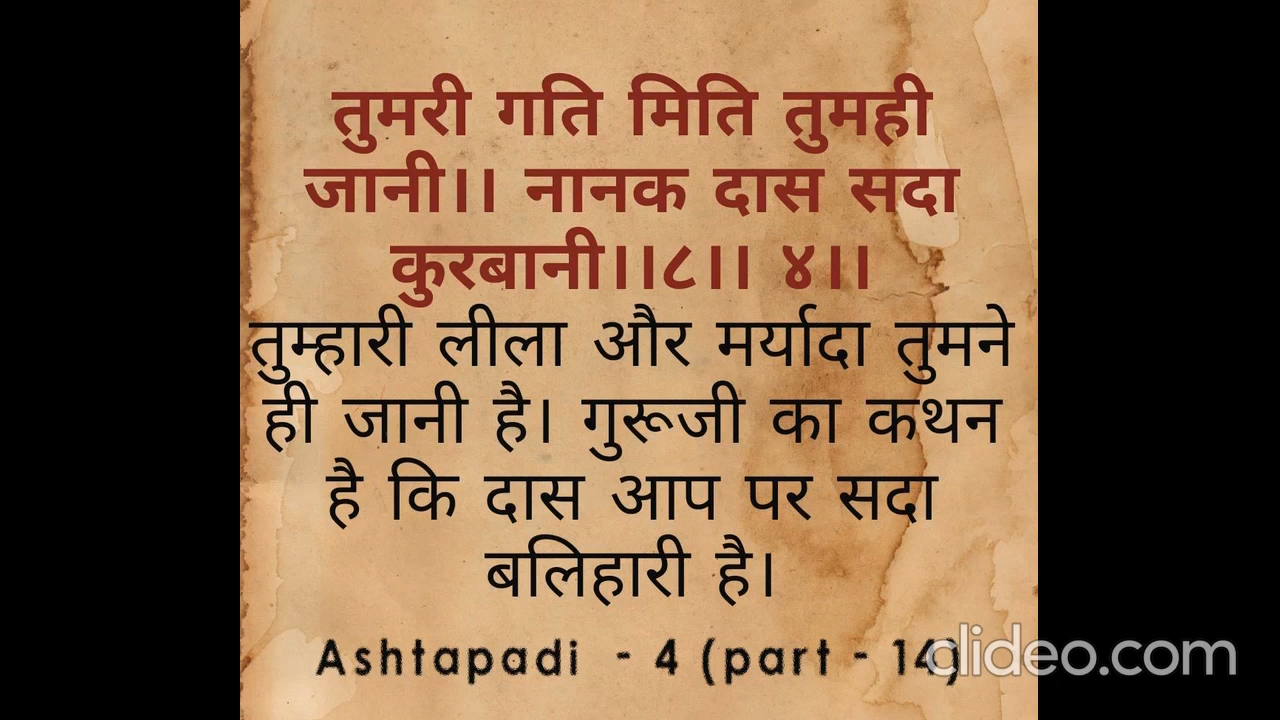 तुमरी गति मिति तुमही
जानी।। नानक दास सदा
कुरबानी।।८।। ४।।
तुम्हारी लीला और मर्यादा तुमने
ही जानी है। गुरूजी का कथन
है कि दास आप पर सदा
बलिहारी है।
Ashtapadi - 4 (part - 14)
clideo.com